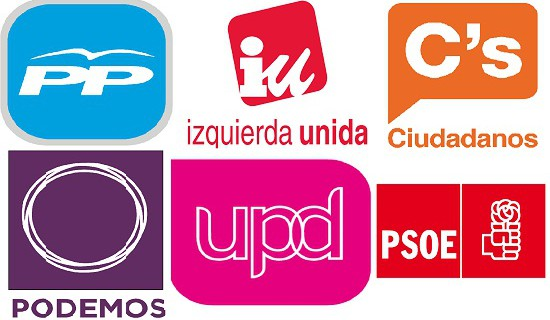 PP
iu
izquierda unida
C's
Ciudadanos
PODEMOS
upd
PSOE